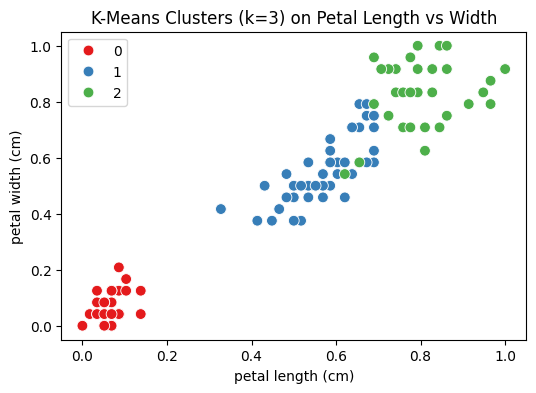 K-Means Clusters (k=3) on Petal Length vs Width
0
1
2
petal width (cm)
1.0
0.8
0.6
0.4
0.2
0.0
0.0 0.2 0.4 0.6 0.8 1.0
petal length (cm)